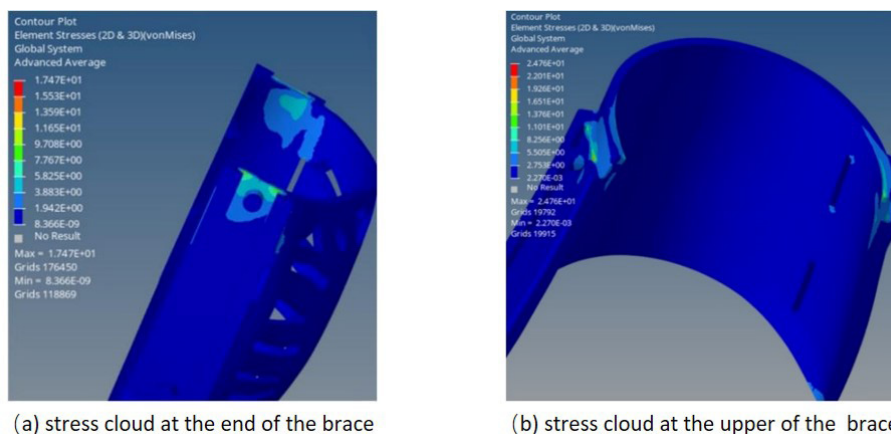 Contour Plot
Element Stresses (2D & 3D)(vonMises)
Global System
Advanced Average
1.747E+01
1.553E+01
1.359E+01
1.165E+01
9.708E+00
7.767E+00
5.825E+00
3.883E+00
1.942E+00
8.366E-09
No Result
Max = 1.747E+01
Grids 176450
Min = 8.366E-09
Grids 118869
Contour Plot
Element Stresses (2D & 3D)(vonMises)
Global System
Advanced Average
2.476E+01
2.201E+01
1.926E+01
1.651E+01
1.376E+01
1.101E+01
8.256E+00
5.505E+00
2.753E+00
2.270E-03
No Result
Max = 2.476E+01
Grids 19792
Min = 2.270E-03
Grids 19915
(a) stress cloud at the end of the brace
(b) stress cloud at the upper of the brace